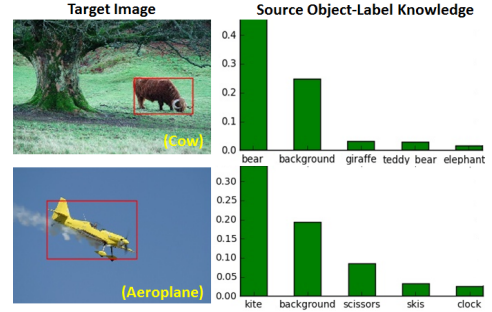 Target Image
Source Object-Label Knowledge
(Cow)
0.4
0.3
0.2
0.1
0.0
bear background giraffe teddy bear elephant
(Aeroplane)
0.30
0.25
0.20
0.15
0.10
0.05
0.00
kite background scissors skis clock